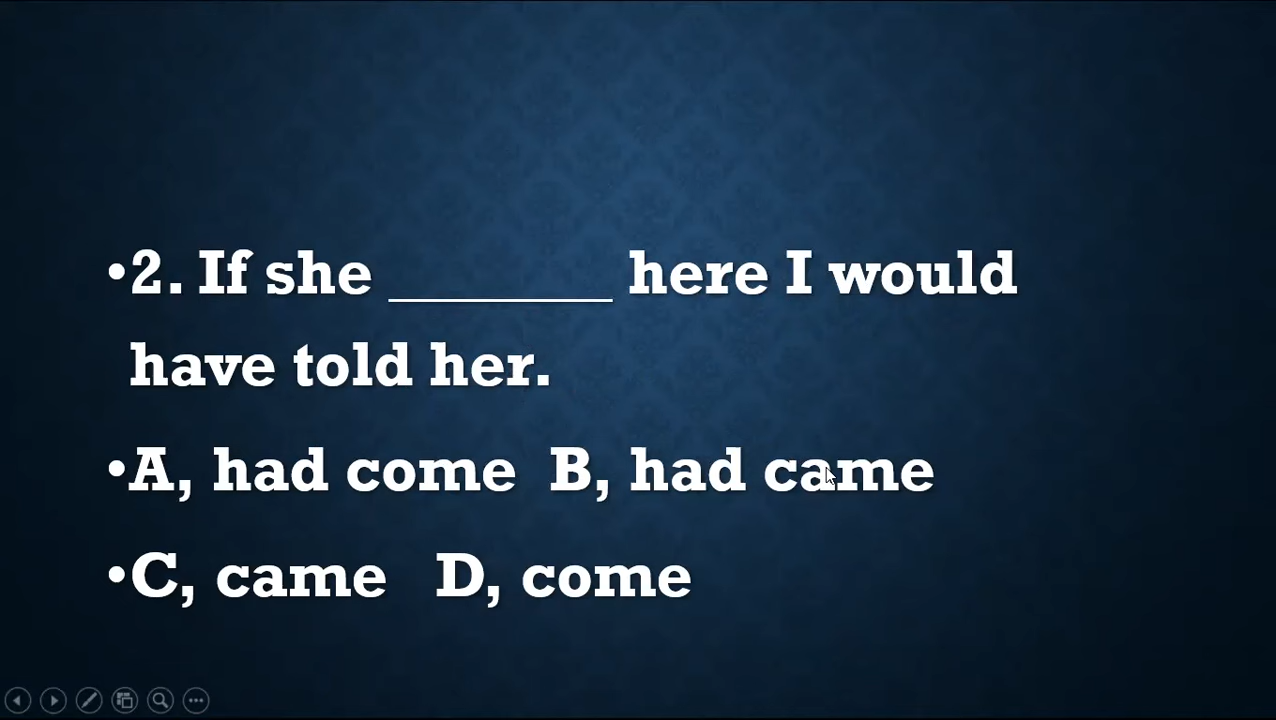 •2. If she ________ here I would
have told her.
•A, had come B, had came
•C, came D, come